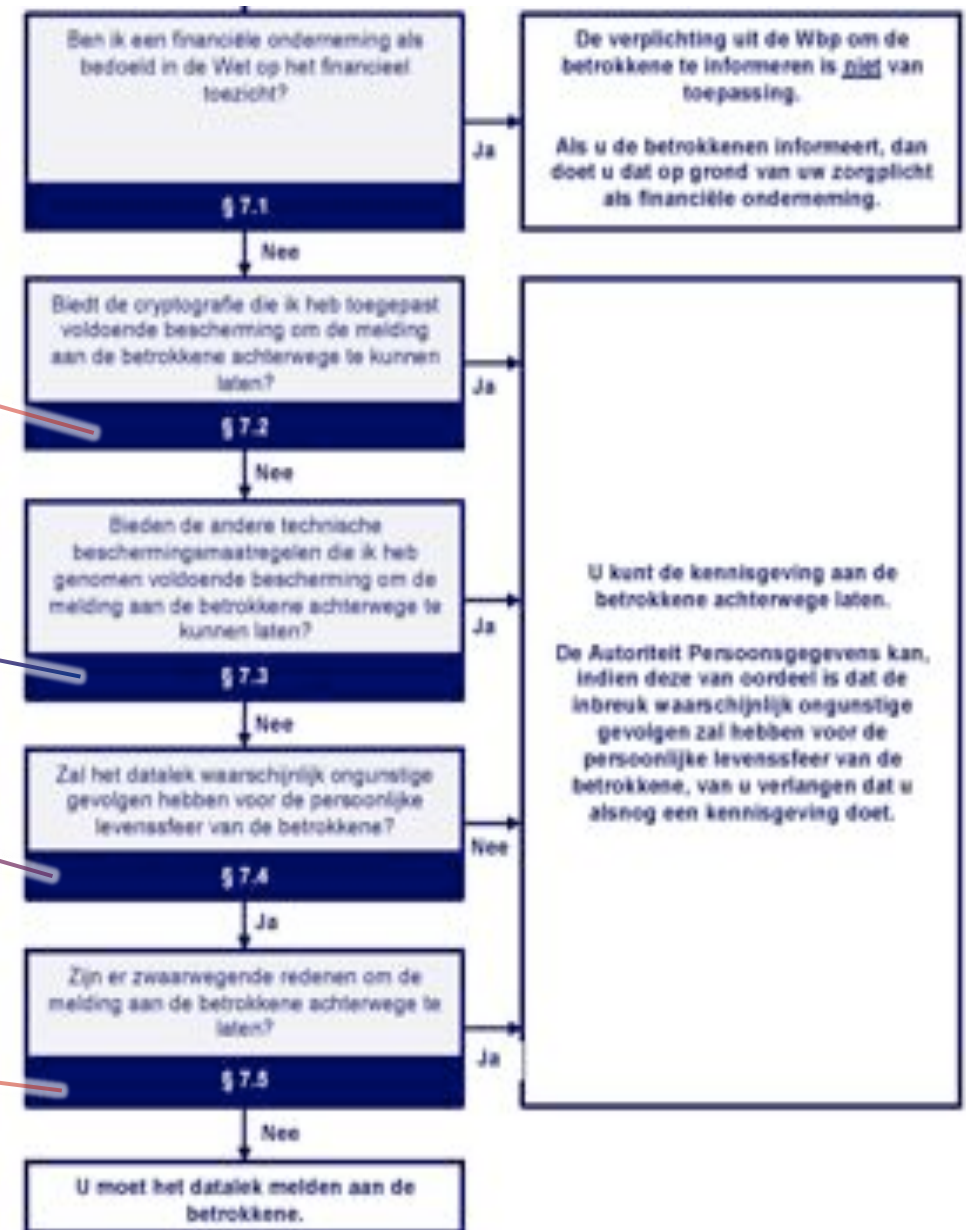 Ben ik een financiële onderneming als
bedoeld in de Wet op het financieel
toezicht?
§ 7.1
Ja
De verplichting uit de Wbp om de
betrokkene te informeren is niet van
toepassing.
Als u de betrokkenen informeert, dan
doet u dat op grond van uw zorgplicht
als financiële onderneming.
Nee
Biedt de cryptografie die ik heb toegepast
voldoende bescherming om de melding
aan de betrokkene achterwege te kunnen
laten?
§ 7.2
Ja
Nee
Bieden de andere technische
beschermingsmaatregelen die ik heb
genomen voldoende bescherming om de
melding aan de betrokkene achterwege te
kunnen laten?
§ 7.3
Ja
Nee
Zal het datalek waarschijnlijk ongunstige
gevolgen hebben voor de persoonlijke
levenssfeer van de betrokkene?
§ 7.4
Nee
Ja
Zijn er zwaarwegende redenen om de
melding aan de betrokkene achterwege te
laten?
§ 7.5
Ja
U kunt de kennisgeving aan de
betrokkene achterwege laten.
De Autoriteit Persoonsgegevens kan,
indien deze van oordeel is dat de
inbreuk waarschijnlijk ongunstige
gevolgen zal hebben voor de
persoonlijke levenssfeer van de
betrokkene, van u verlangen dat u
alsnog een kennisgeving doet.
Nee
U moet het datalek melden aan de
betrokkene.